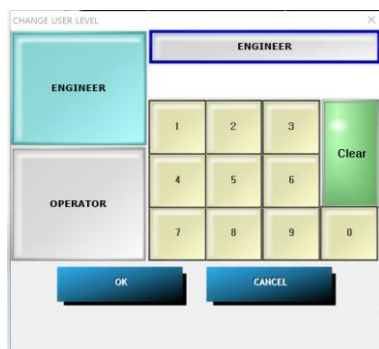 CHANGE USER LEVEL
ENGINEER
ENGINEER
1 2 3
Clear
4 5 6
OPERATOR
7 8 9 0
OK CANCEL